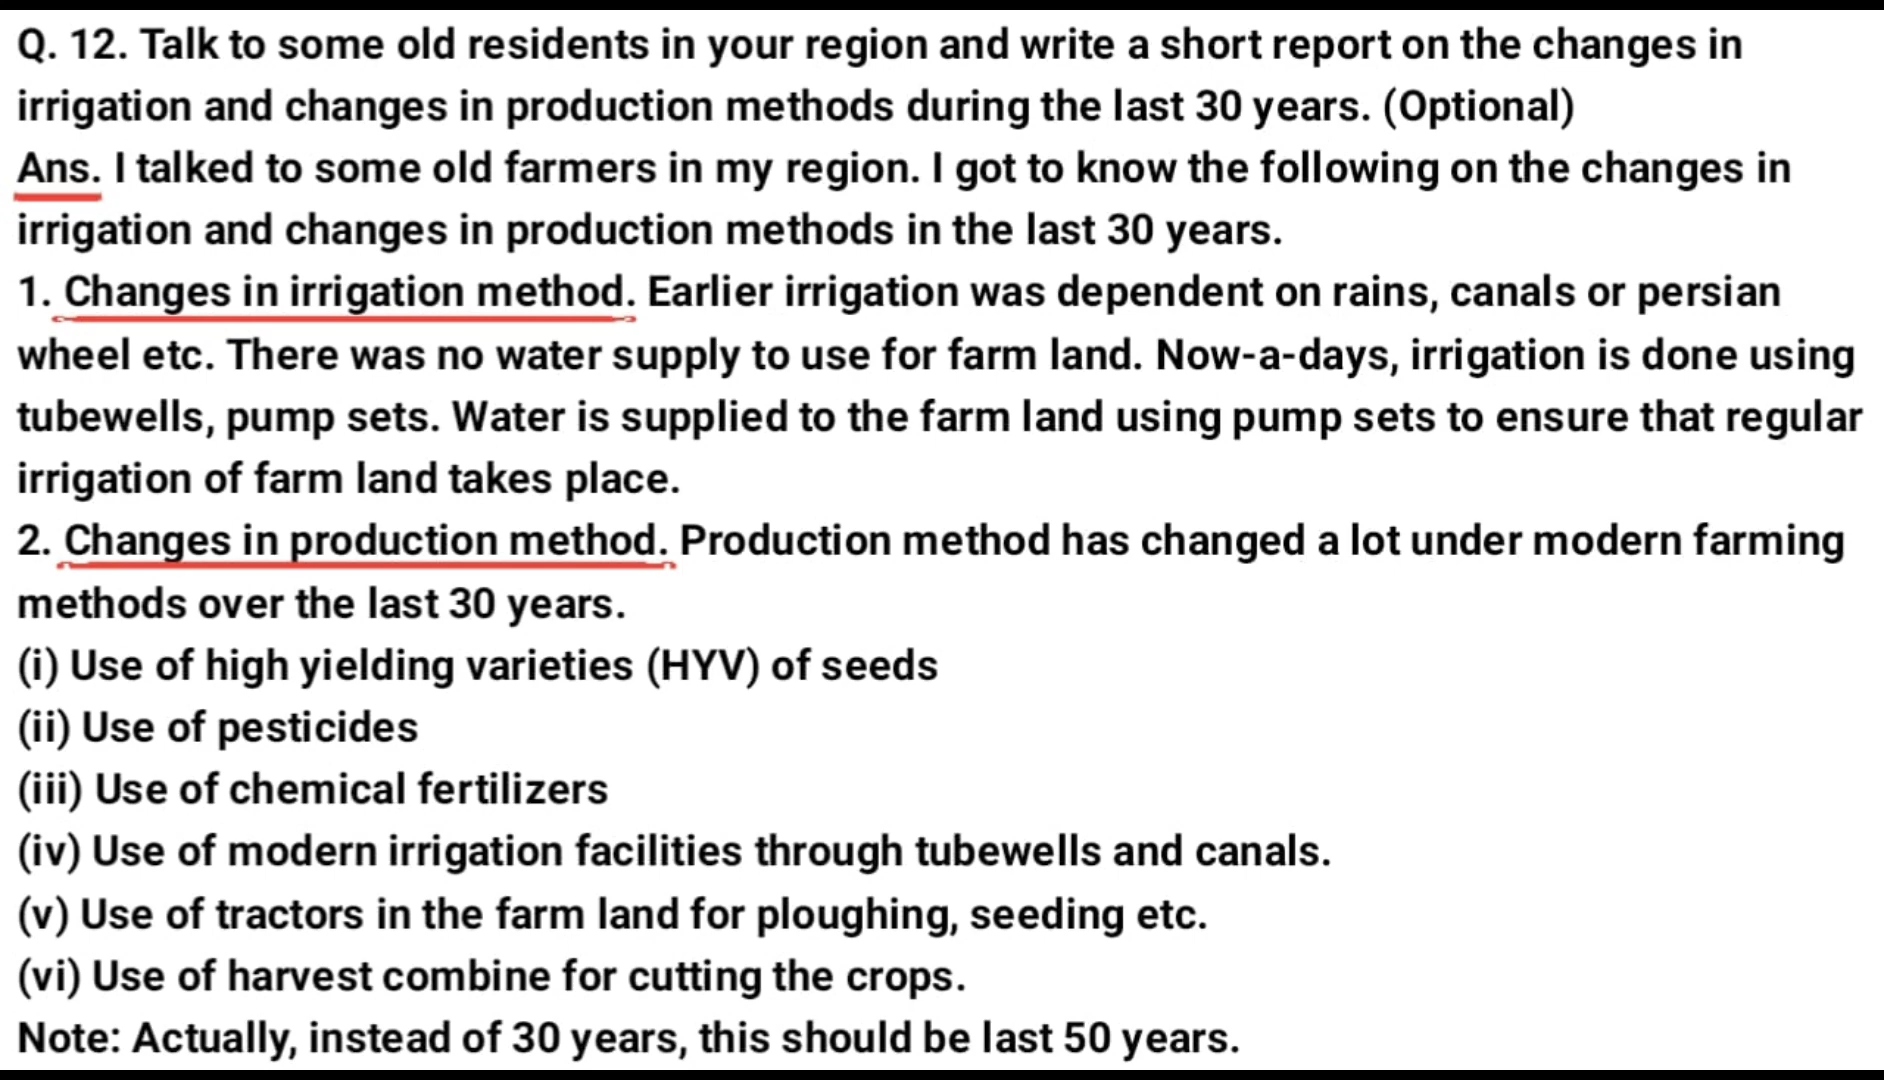 Q. 12. Talk to some old residents in your region and write a short report on the changes in
irrigation and changes in production methods during the last 30 years. (Optional)
Ans. I talked to some old farmers in my region. I got to know the following on the changes in
irrigation and changes in production methods in the last 30 years.
1. Changes in irrigation method. Earlier irrigation was dependent on rains, canals or persian
wheel etc. There was no water supply to use for farm land. Now-a-days, irrigation is done using
tubewells, pump sets. Water is supplied to the farm land using pump sets to ensure that regular
irrigation of farm land takes place.
2. Changes in production method. Production method has changed a lot under modern farming
methods over the last 30 years.
(i) Use of high yielding varieties (HYV) of seeds
(ii) Use of pesticides
(iii) Use of chemical fertilizers
(iv) Use of modern irrigation facilities through tubewells and canals.
(v) Use of tractors in the farm land for ploughing, seeding etc.
(vi) Use of harvest combine for cutting the crops.
Note: Actually, instead of 30 years, this should be last 50 years.